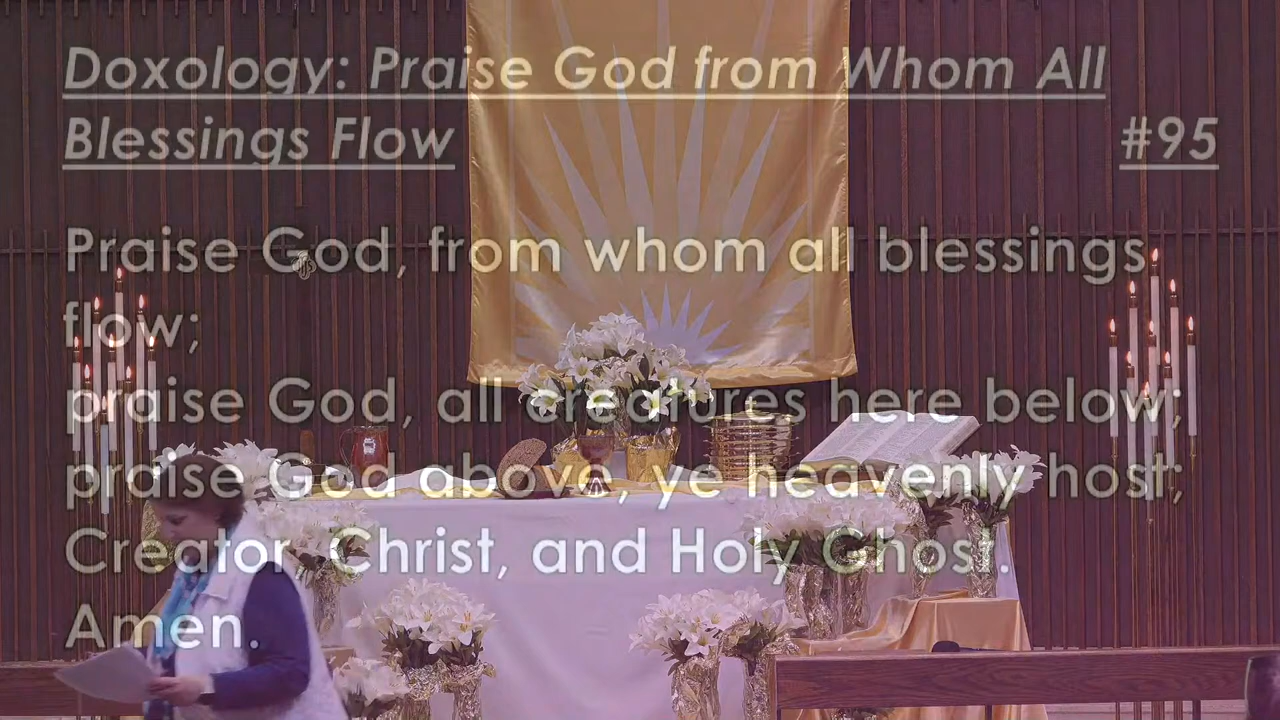 Doxology: Praise God from Whom All
Blessings Flow #95
Praise God, from whom all blessings
flow;
praise God, all creatures here below;
praise God above, ye heavenly host;
Creator, Christ, and Holy Ghost.
Amen.